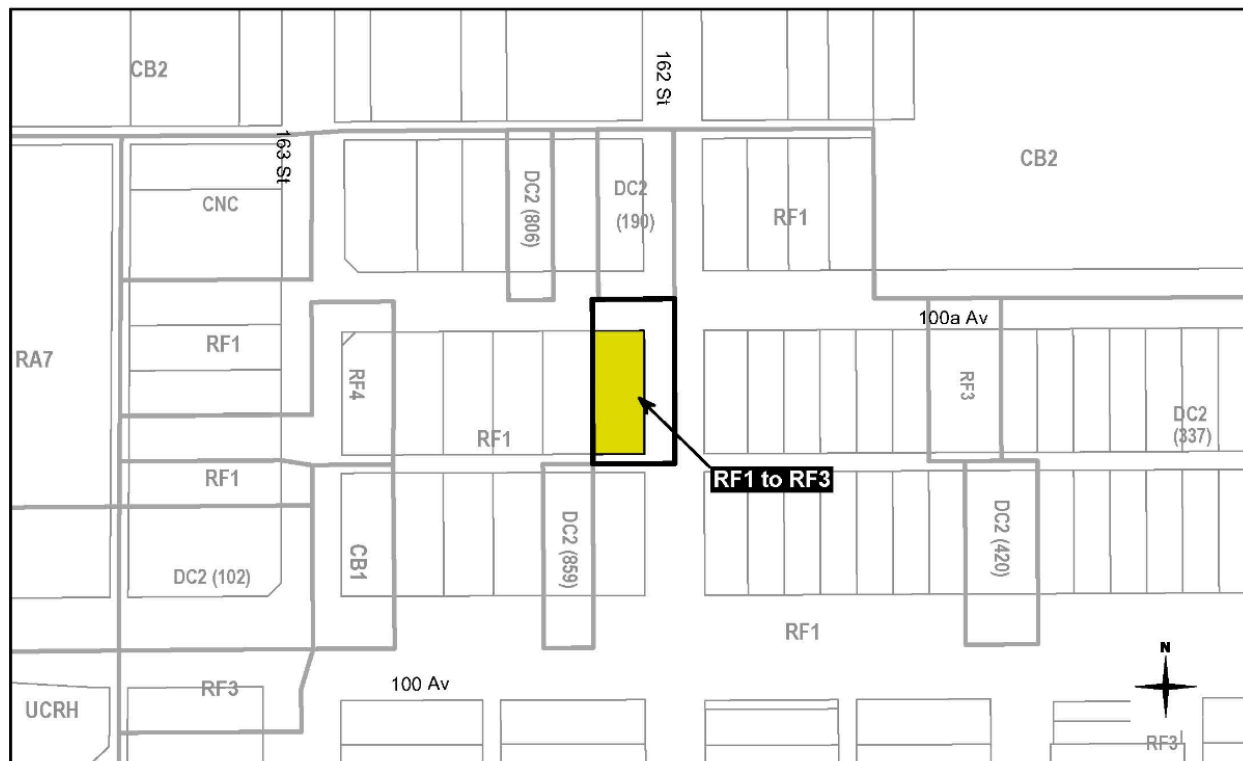 CB2
162 St
163 St
CB2
CNC
DC2 (806)
DC2
(190)
RF1
100a Av
RA7
RF1
RF4
RF3
DC2
(337)
RF1
RF1 to RF3
RF1
DC2 (859)
DC2 (420)
CB1
DC2 (102)
RF1
N
RF3
100 Av
UCRH
RF3